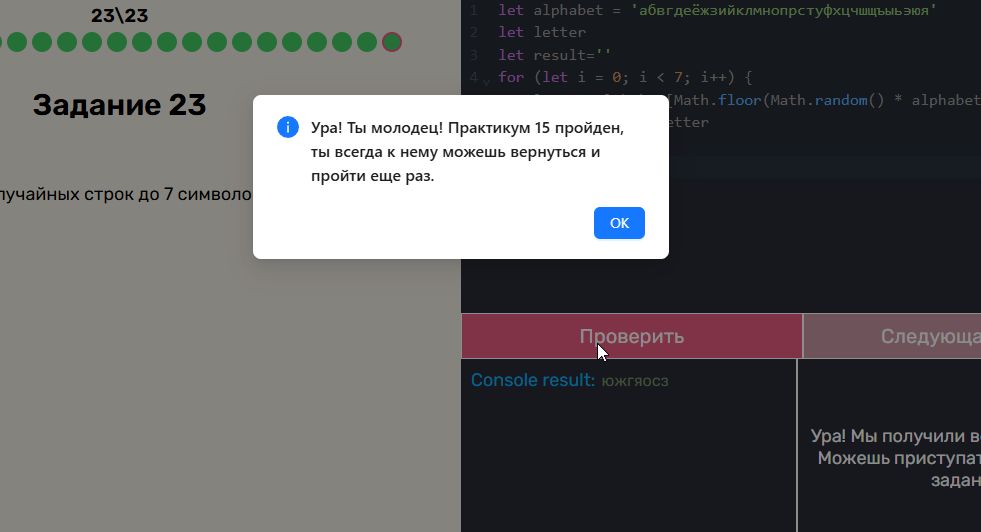 23\23
Задание 23
лучайных строк до 7 символо
1 let alphabet = 'абвгдеёжзийклмнопрстуфхцчшщъыьэюя'
2 let letter
3 let result=''
4 for (let i = 0; i < 7; i++) {
[Math.floor(Math.random() * alphabet
etter
Ура! Ты молодец! Практикум 15 пройден,
ты всегда к нему можешь вернуться и
пройти еще раз.
OK
Проверить
Следующа
Console result: южгяосз
Ура! Мы получили в
Можешь приступат
задан